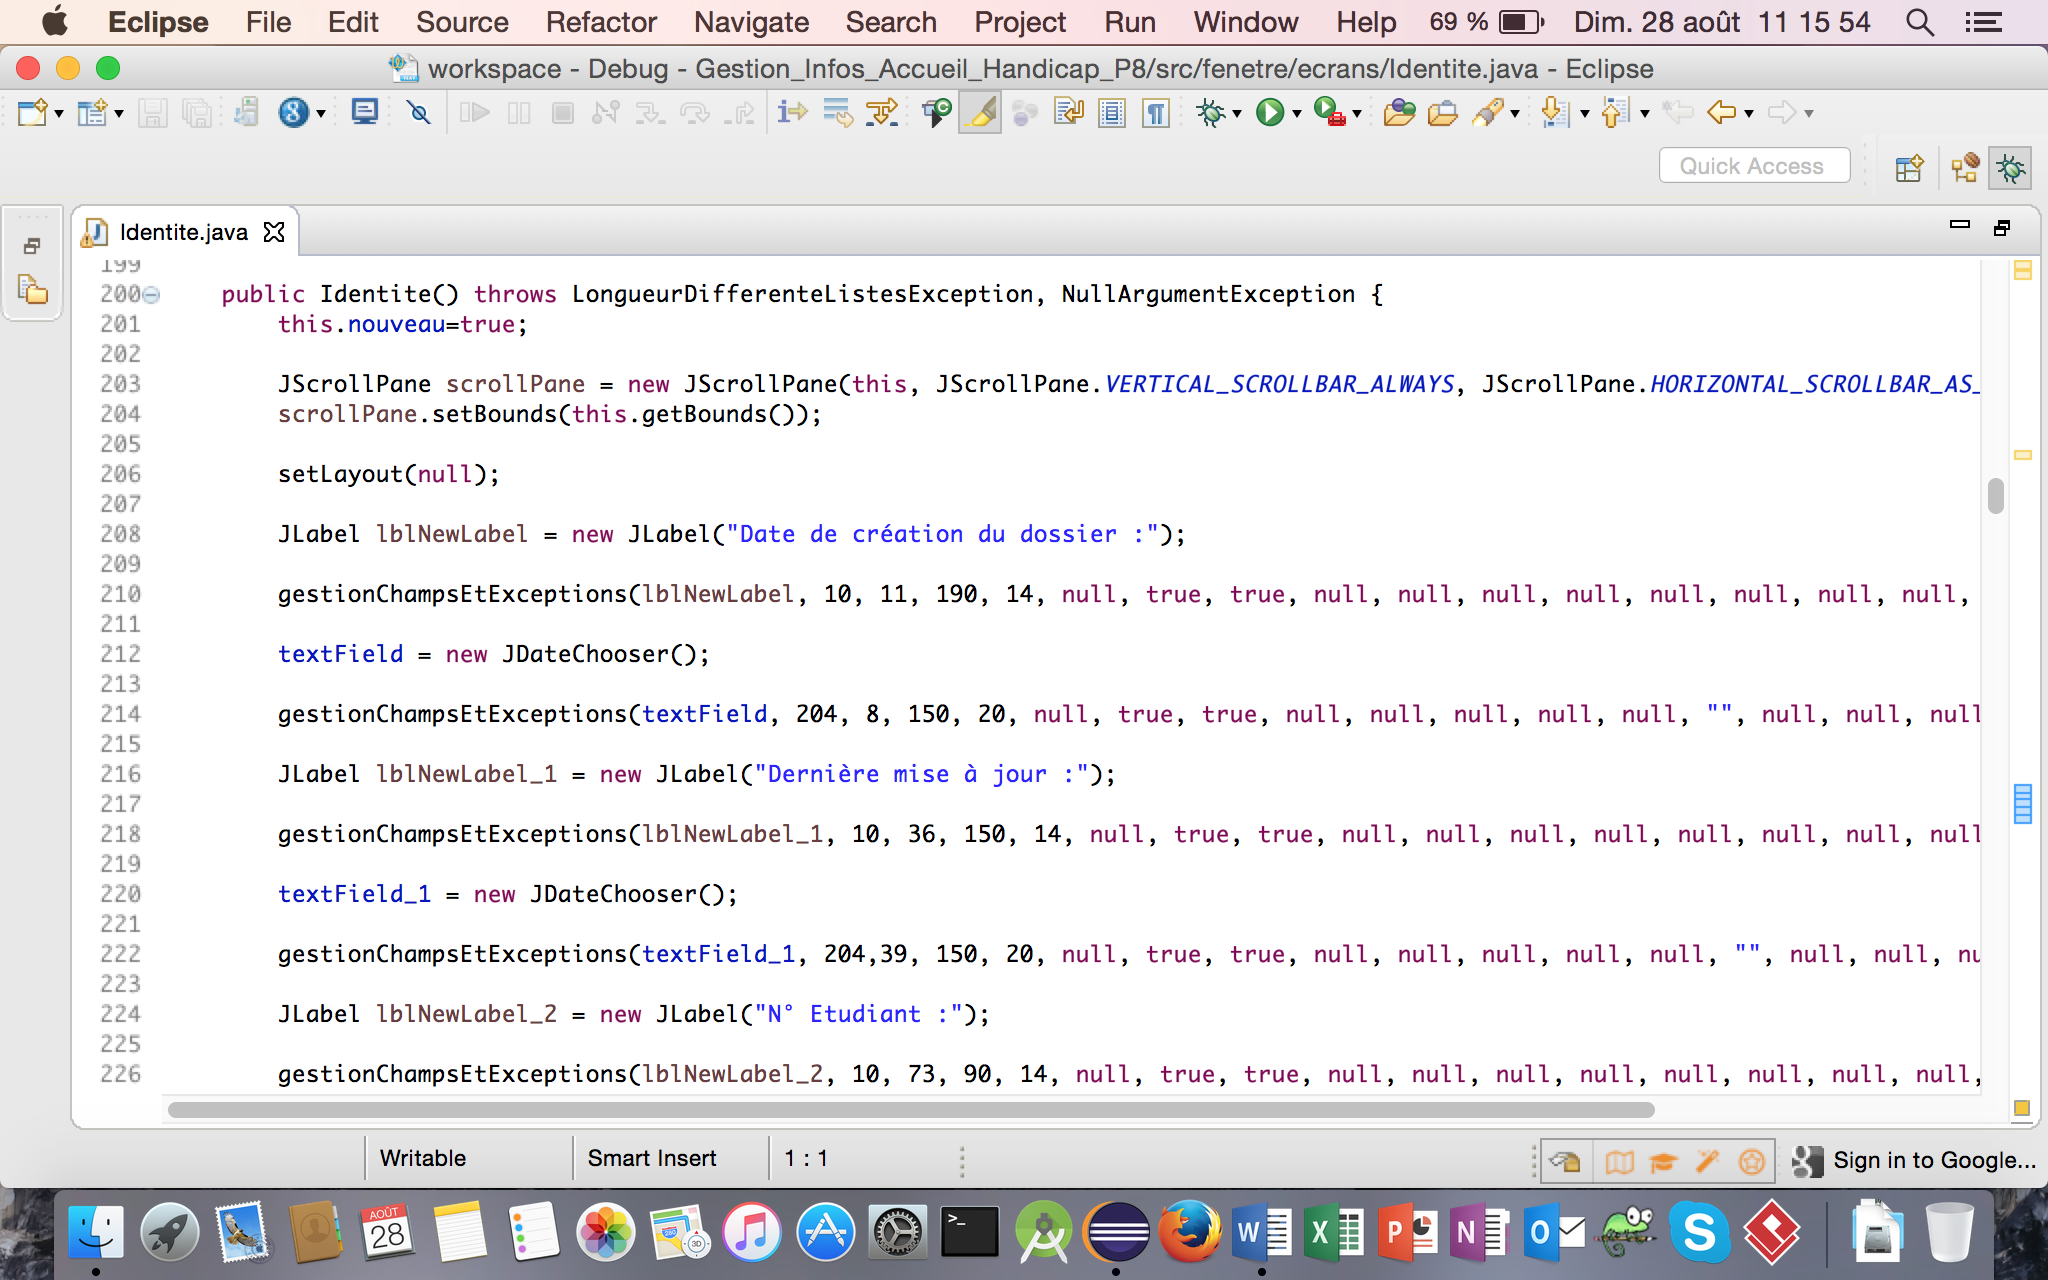 Eclipse File Edit Source Refactor Navigate Search Project Run Window Help 69 % Dim. 28 août 11 15 54
workspace - Debug - Gestion_Infos_Accueil_Handicap_P8/src/fenetre/ecrans/Identite.java - Eclipse
Quick Access
Identite.java
199
200 public Identite() throws LongueurDifferenteListesException, NullArgumentException {
201 this.nouveau=true;
202
203 JScrollPane scrollPane = new JScrollPane(this, JScrollPane.VERTICAL_SCROLLBAR_ALWAYS, JScrollPane.HORIZONTAL_SCROLLBAR_AS_
204 scrollPane.setBounds(this.getBounds());
205
206 setLayout(null);
207
208 JLabel lblNewLabel = new JLabel("Date de création du dossier :");
209
210 gestionChampsEtExceptions(lblNewLabel, 10, 11, 190, 14, null, true, true, null, null, null, null, null, null, null, null,
211
212 textField = new JDateChooser();
213
214 gestionChampsEtExceptions(textField, 204, 8, 150, 20, null, true, true, null, null, null, null, null, "", null, null, null
215
216 JLabel lblNewLabel_1 = new JLabel("Dernière mise à jour :");
217
218 gestionChampsEtExceptions(lblNewLabel_1, 10, 36, 150, 14, null, true, true, null, null, null, null, null, null, null, null
219
220 textField_1 = new JDateChooser();
221
222 gestionChampsEtExceptions(textField_1, 204,39, 150, 20, null, true, true, null, null, null, null, null, "", null, null, nu
223
224 JLabel lblNewLabel_2 = new JLabel("N° Etudiant :");
225
226 gestionChampsEtExceptions(lblNewLabel_2, 10, 73, 90, 14, null, true, true, null, null, null, null, null, null, null, null,
Writable Smart Insert 1 : 1 Sign in to Google...
AOÛT
28
3D
>_
W X P N O S